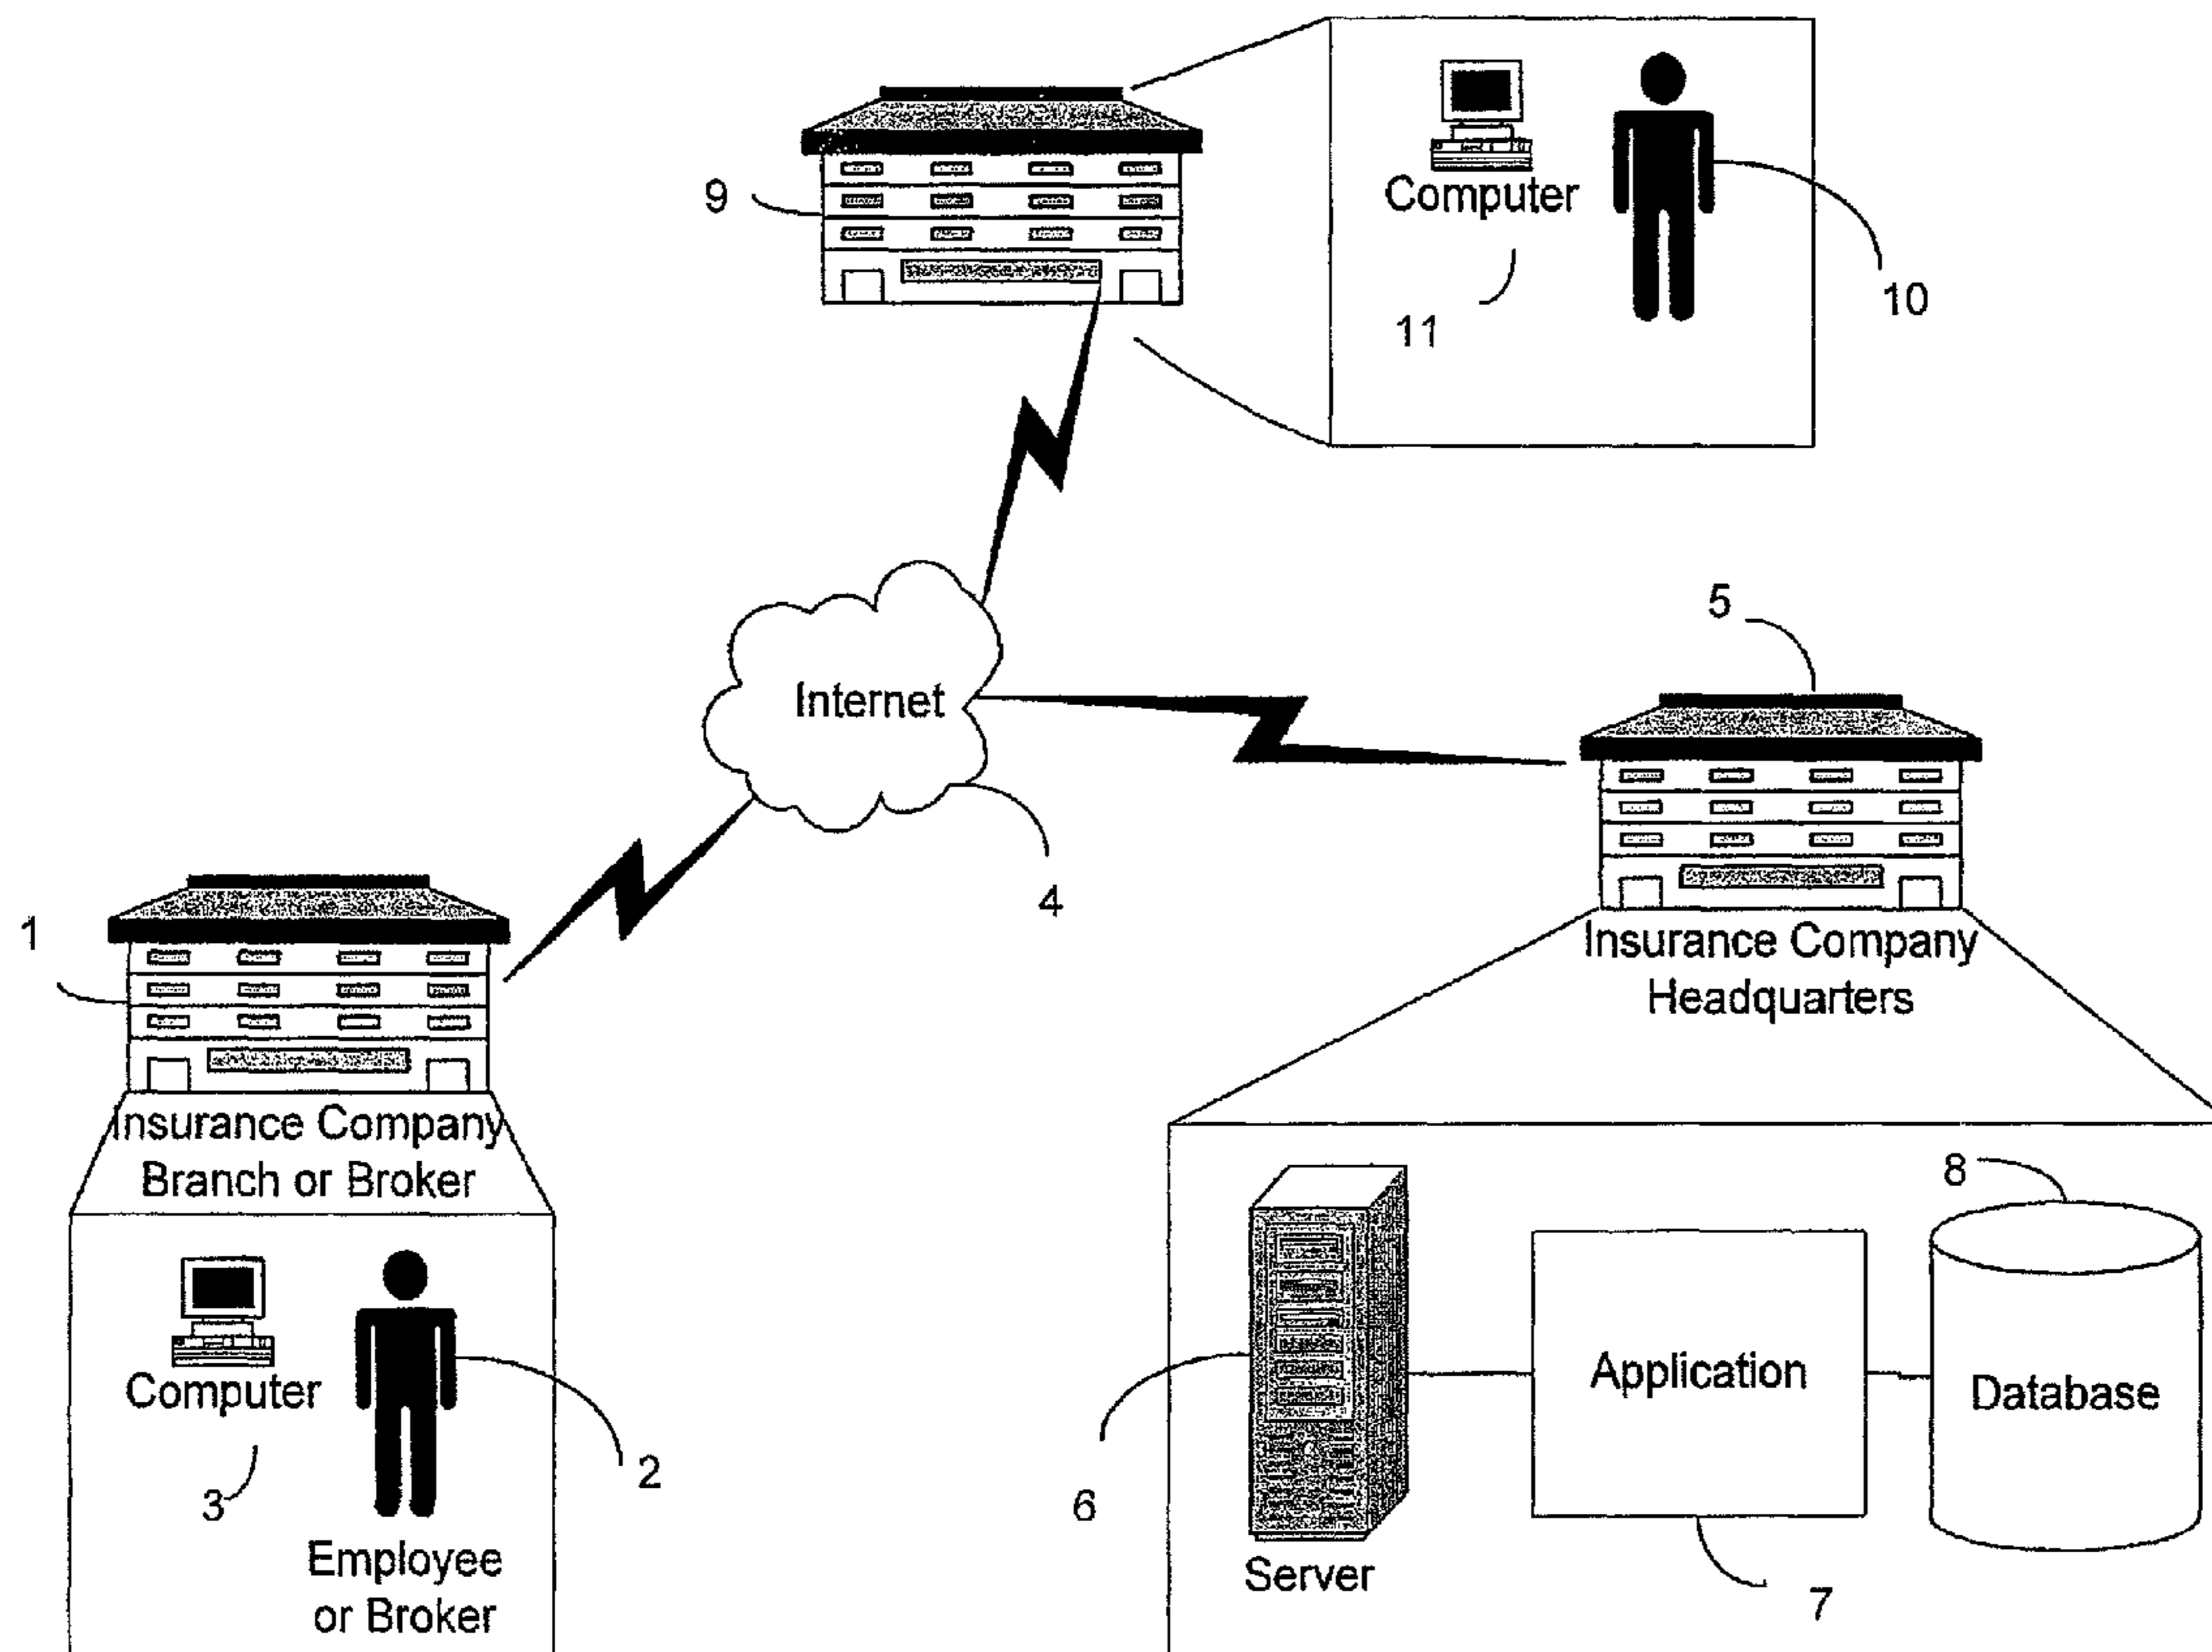 Computer
9
10
11
Internet
5
4
1
Insurance Company
Headquarters
Insurance Company
Branch or Broker
8
Application
Database
Computer
2
3
6
Employee
or Broker
Server
7